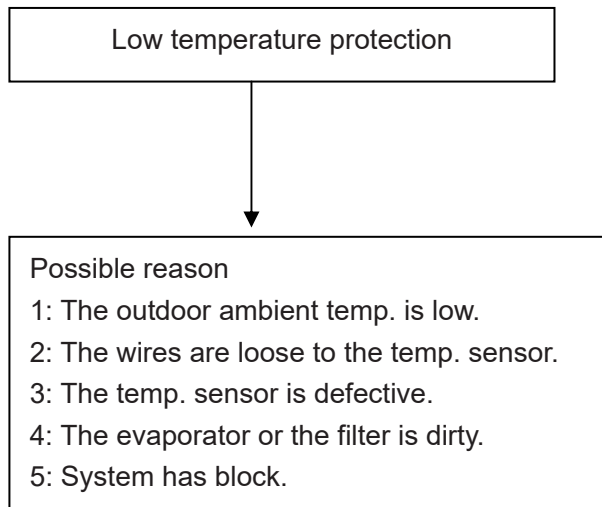 Low temperature protection
Possible reason
1: The outdoor ambient temp. is low.
2: The wires are loose to the temp. sensor.
3: The temp. sensor is defective.
4: The evaporator or the filter is dirty.
5: System has block.